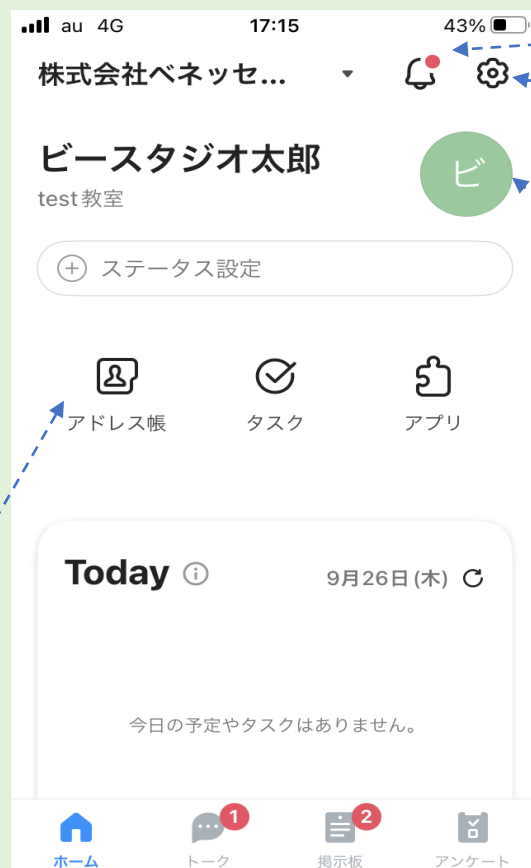 au 4G 17:15 43%
株式会社ベネッセ...
ビースタジオ太郎
ビ
test教室
ステータス設定
アドレス帳 タスク アプリ
Today 9月26日(木)
今日の予定やタスクはありません。
1 2
ホーム トーク 掲示板 アンケート